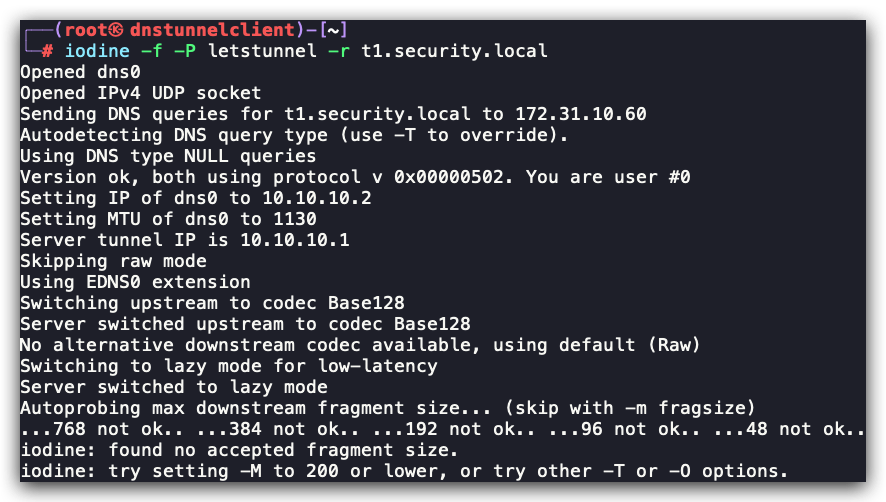 ┌──(root㉿ dnstunnelclient)-[~]
└─# iodine -f -P letstunnel -r t1.security.local
Opened dns0
Opened IPv4 UDP socket
Sending DNS queries for t1.security.local to 172.31.10.60
Autodetecting DNS query type (use -T to override).
Using DNS type NULL queries
Version ok, both using protocol v 0x00000502. You are user #0
Setting IP of dns0 to 10.10.10.2
Setting MTU of dns0 to 1130
Server tunnel IP is 10.10.10.1
Skipping raw mode
Using EDNS0 extension
Switching upstream to codec Base128
Server switched upstream to codec Base128
No alternative downstream codec available, using default (Raw)
Switching to lazy mode for low-latency
Server switched to lazy mode
Autoprobing max downstream fragment size... (skip with -m fragsize)
...768 not ok.. ...384 not ok.. ...192 not ok.. ...96 not ok.. ...48 not ok..
iodine: found no accepted fragment size.
iodine: try setting -M to 200 or lower, or try other -T or -O options.